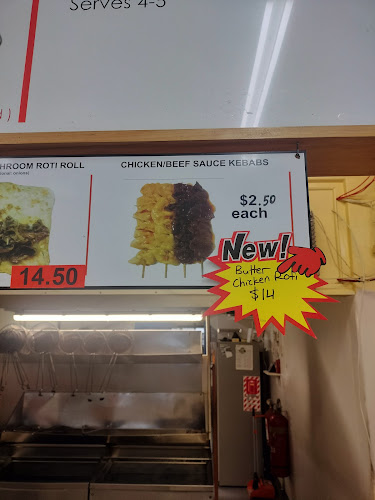 Serves 4-5
)
HROOM ROTI ROLL
14.50
CHICKEN/BEEF SAUCE KEBABS
$2.50
each
New!
Butter
Chicken Roti
$14